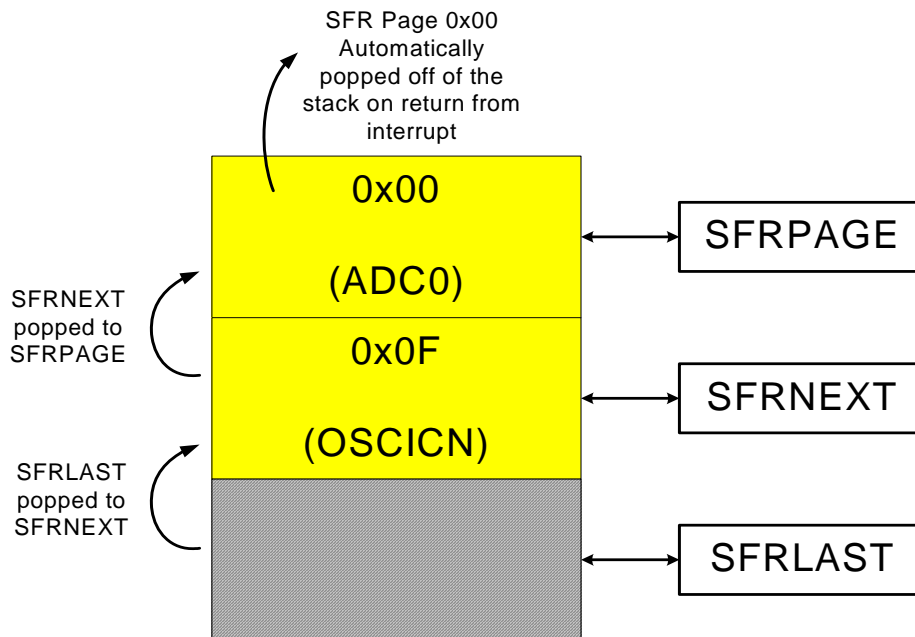 SFR Page 0x00
Automatically
popped off of the
stack on return from
interrupt
0x00
(ADC0)
SFRPAGE
SFRNEXT
popped to
SFRPAGE
0x0F
(OSCICN)
SFRNEXT
SFRLAST
popped to
SFRNEXT
SFRLAST